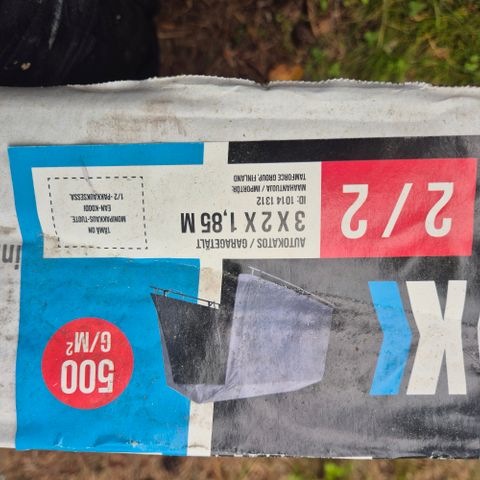 2/2
AUTOKATOS / GARAGETÄLT
3 X 2 X 1,85 M
ID: 1014 1312
MAAHANTUOJA / IMPORTÖR:
TAMFORCE GROUP, FINLAND
TÄMÄ ON
MONIPAKKAUS-TUOTE
EAN-KOODI
1/2-PAKKAUKSESSA
500
G/M²